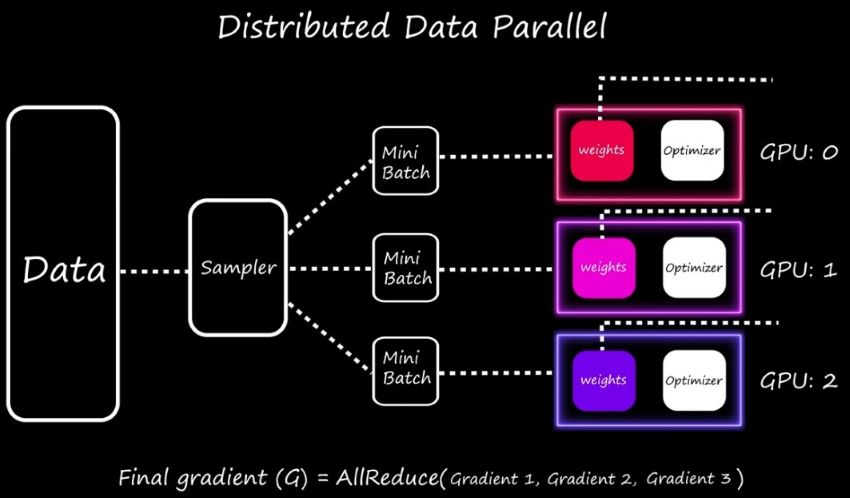 Distributed Data Parallel
Data
Sampler
Mini
Batch
weights
Optimizer
GPU: 0
Mini
Batch
weights
Optimizer
GPU: 1
Mini
Batch
weights
Optimizer
GPU: 2
Final gradient (G) = AllReduce( Gradient 1, Gradient 2, Gradient 3 )